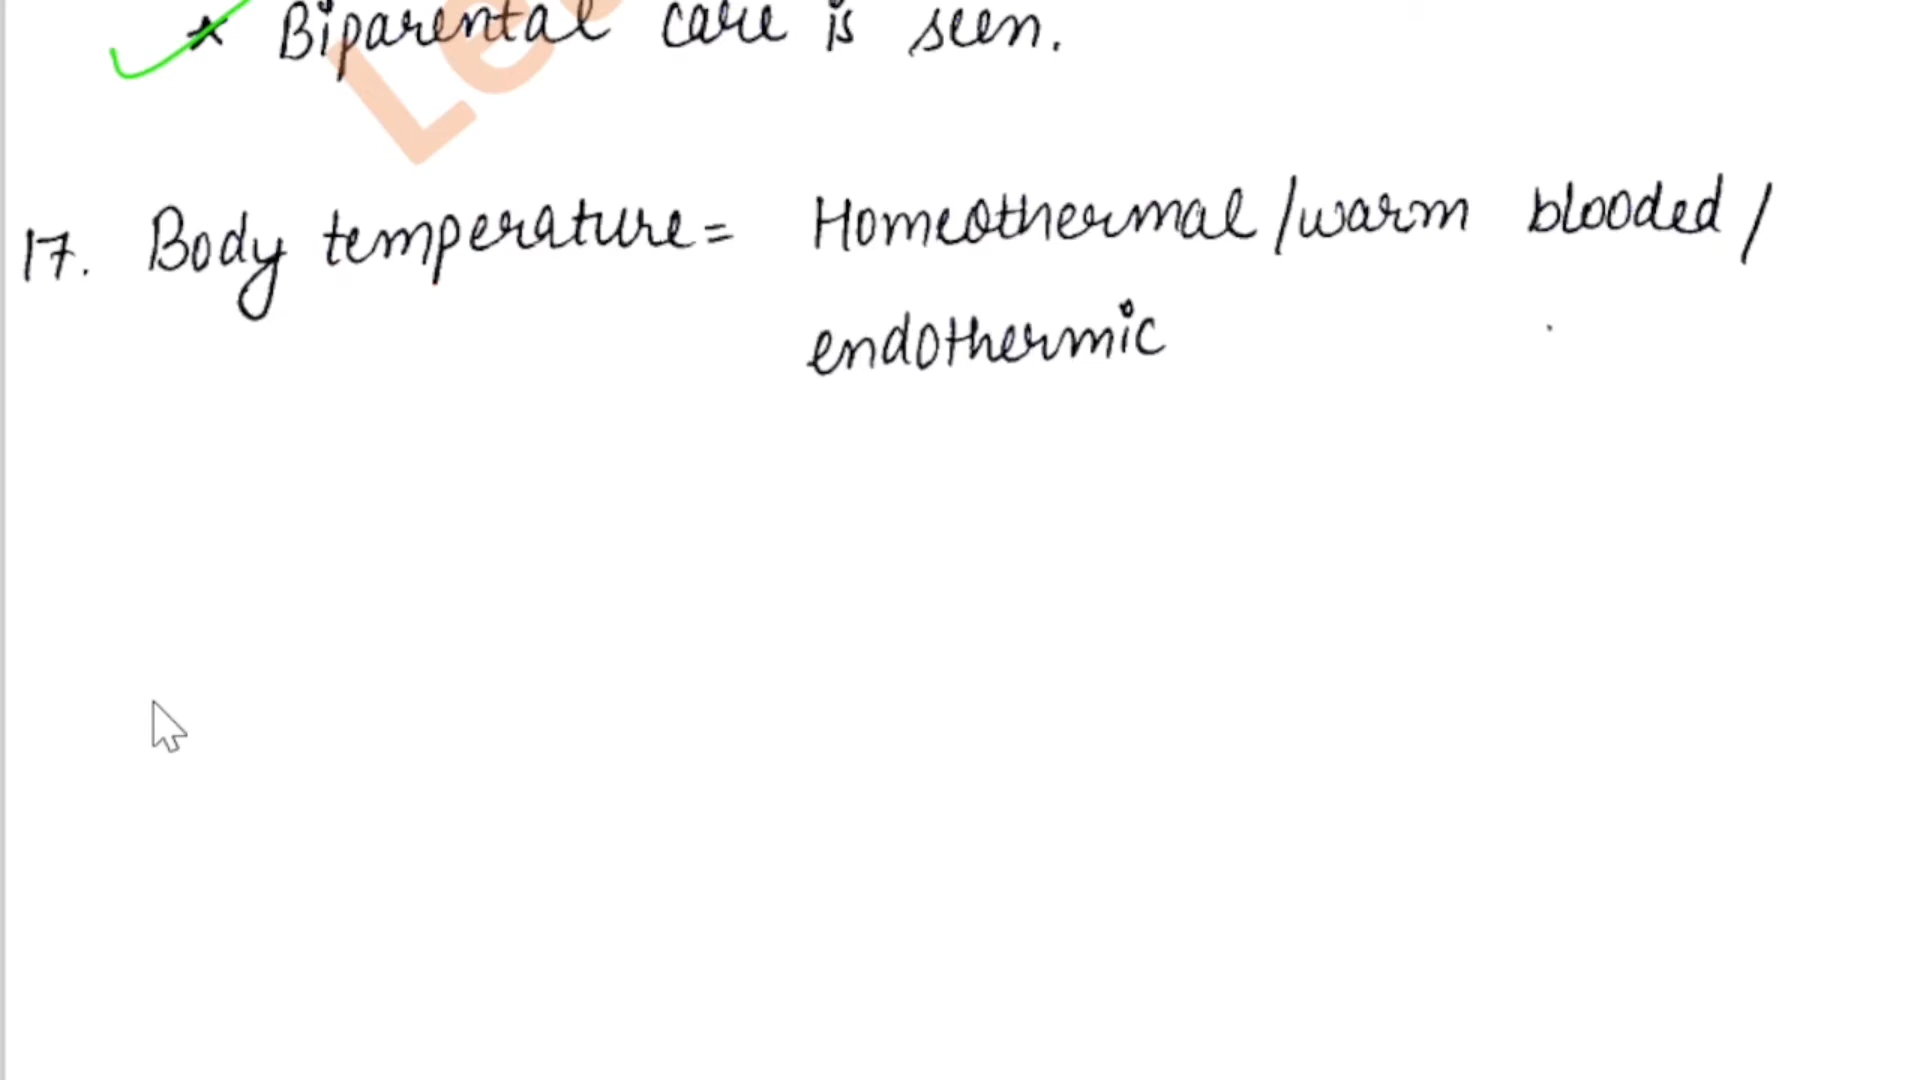 * Biparental care is seen.
17. Body temperature = Homeothermal / warm blooded /
endothermic